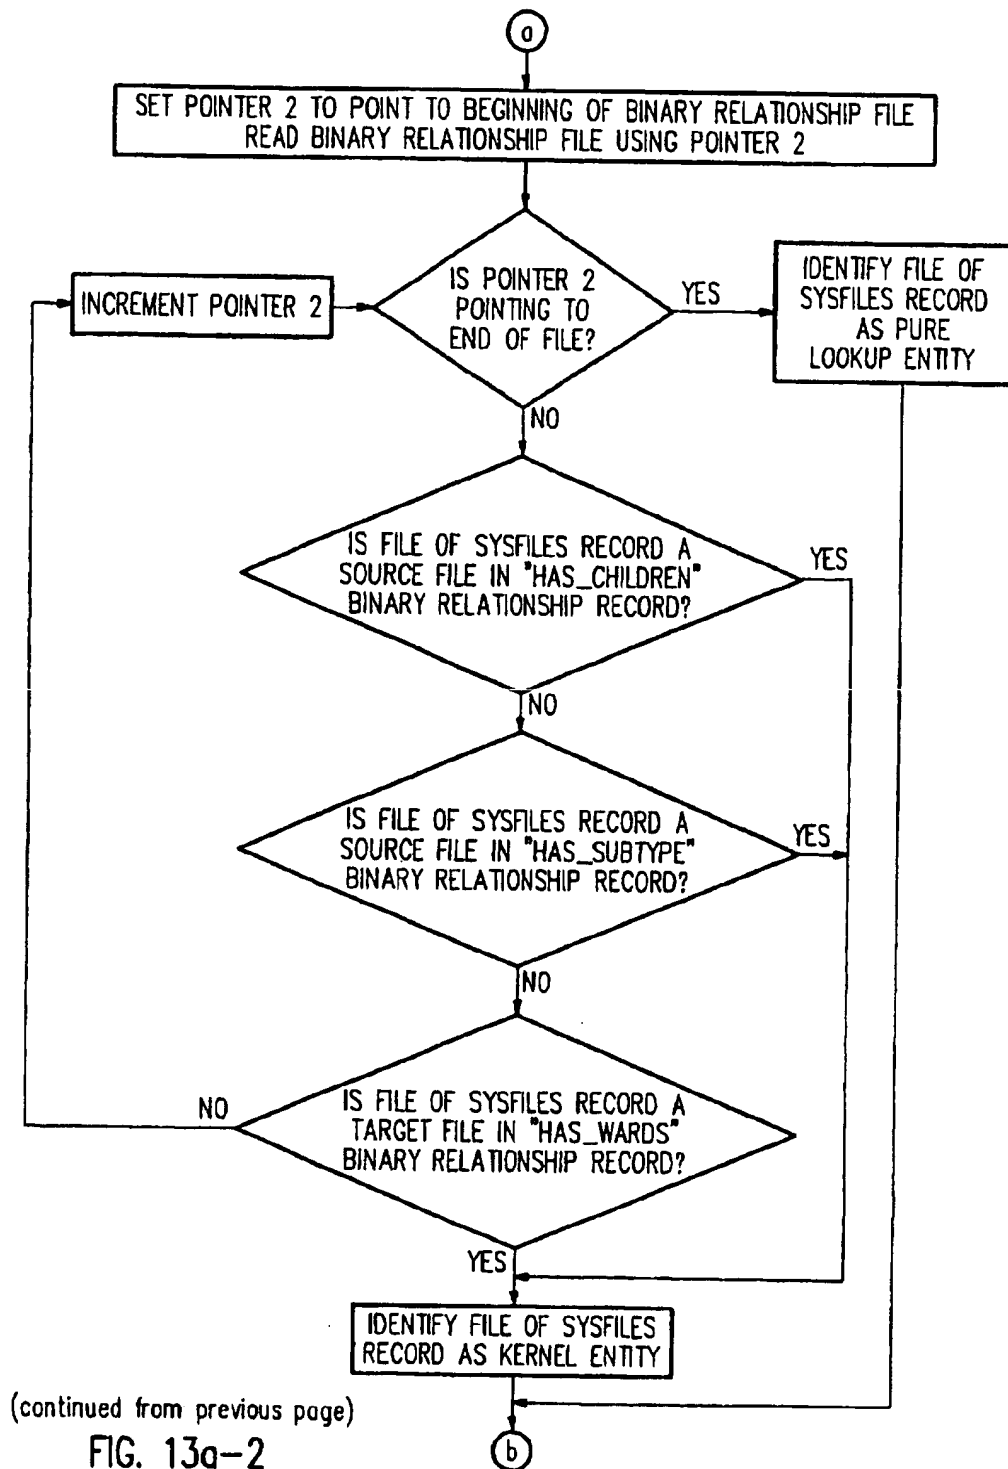 a
SET POINTER 2 TO POINT TO BEGINNING OF BINARY RELATIONSHIP FILE
READ BINARY RELATIONSHIP FILE USING POINTER 2
INCREMENT POINTER 2
IS POINTER 2
POINTING TO
END OF FILE?
YES
IDENTIFY FILE OF
SYSFILES RECORD
AS PURE
LOOKUP ENTITY
NO
IS FILE OF SYSFILES RECORD A
SOURCE FILE IN "HAS_CHILDREN"
BINARY RELATIONSHIP RECORD?
YES
NO
IS FILE OF SYSFILES RECORD A
SOURCE FILE IN "HAS_SUBTYPE"
BINARY RELATIONSHIP RECORD?
YES
NO
IS FILE OF SYSFILES RECORD A
TARGET FILE IN "HAS_WARDS"
BINARY RELATIONSHIP RECORD?
NO
YES
IDENTIFY FILE OF SYSFILES
RECORD AS KERNEL ENTITY
(continued from previous page)
FIG. 13a-2
b